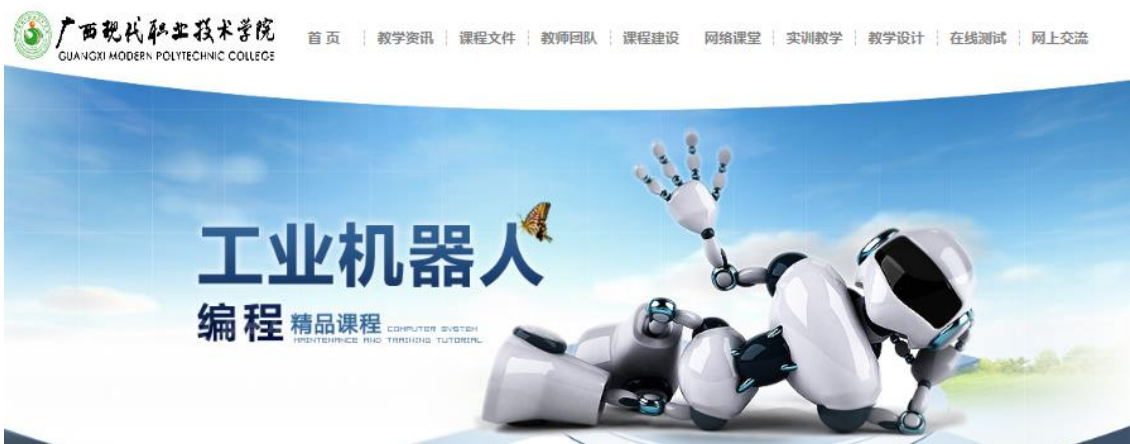 广西现代职业技术学院
GUANGXI MODERN POLYTECHNIC COLLEGE
首页 教学资讯 课程文件 教师团队 课程建设 网络课堂 实训教学 教学设计 在线测试 网上交流
工业机器人
编程 精品课程 COMPUTER SYSTEM
MAINTENANCE AND TRAINING TUTORIAL